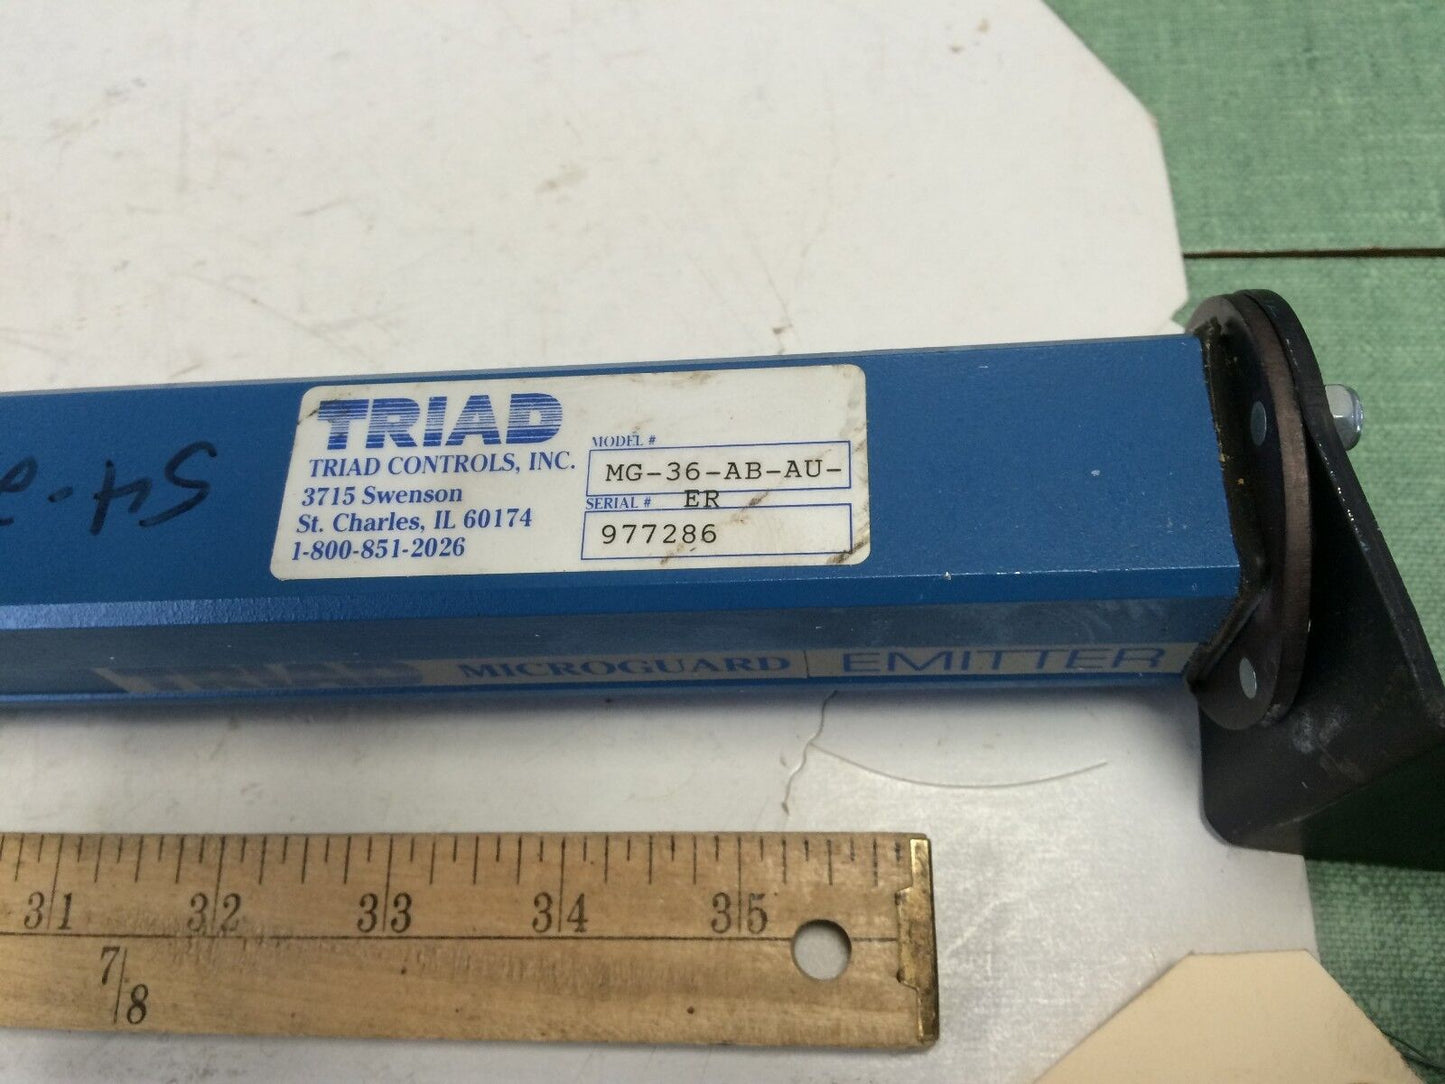 TRIAD
TRIAD CONTROLS, INC.
3715 Swenson
St. Charles, IL 60174
1-800-851-2026
MODEL #
MG-36-AB-AU-
ER
SERIAL #
977286
TRIAD MICROGUARD EMITTER
31 32 33 34 35
7/8